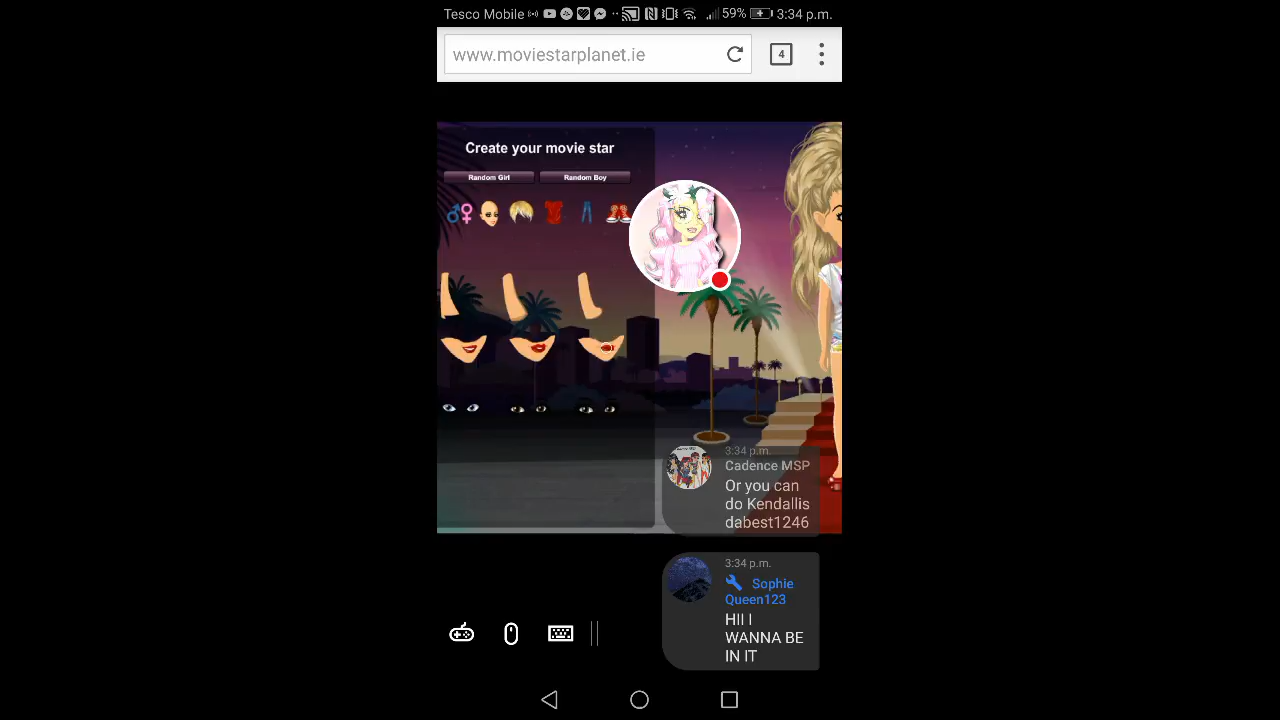 Tesco Mobile 59% 3:34 p.m.
www.moviestarplanet.ie 4
Create your movie star
Random Girl Random Boy
3:34 p.m.
Cadence MSP
Or you can
do Kendallis
dabest1246
3:34 p.m.
Sophie
Queen123
HII I
WANNA BE
IN IT